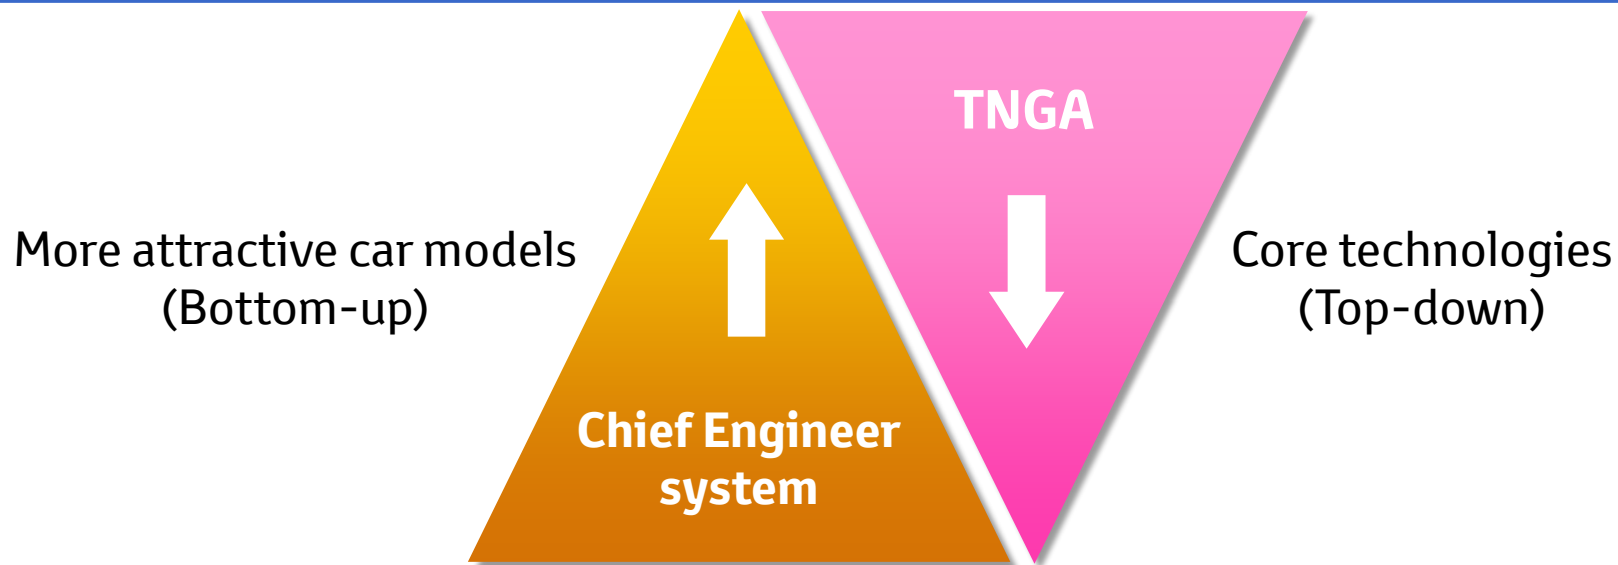 TNGA
More attractive car models
(Bottom-up)
Core technologies
(Top-down)
Chief Engineer
system